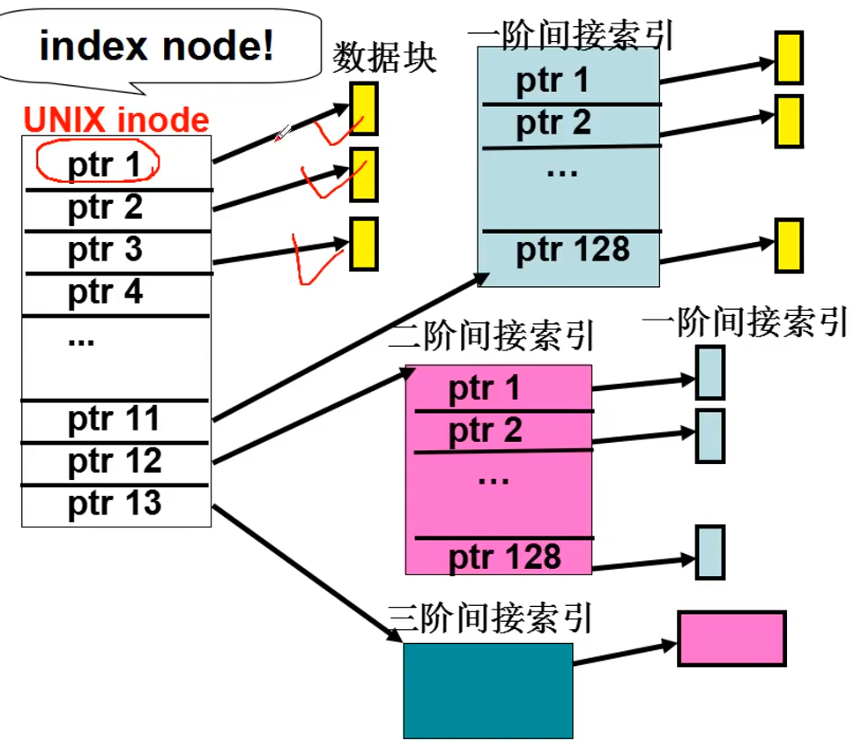 index node!
数据块
UNIX inode
ptr 1
ptr 2
ptr 3
ptr 4
...
ptr 11
ptr 12
ptr 13
一阶间接索引
ptr 1
ptr 2
...
ptr 128
二阶间接索引
一阶间接索引
ptr 1
ptr 2
...
ptr 128
三阶间接索引